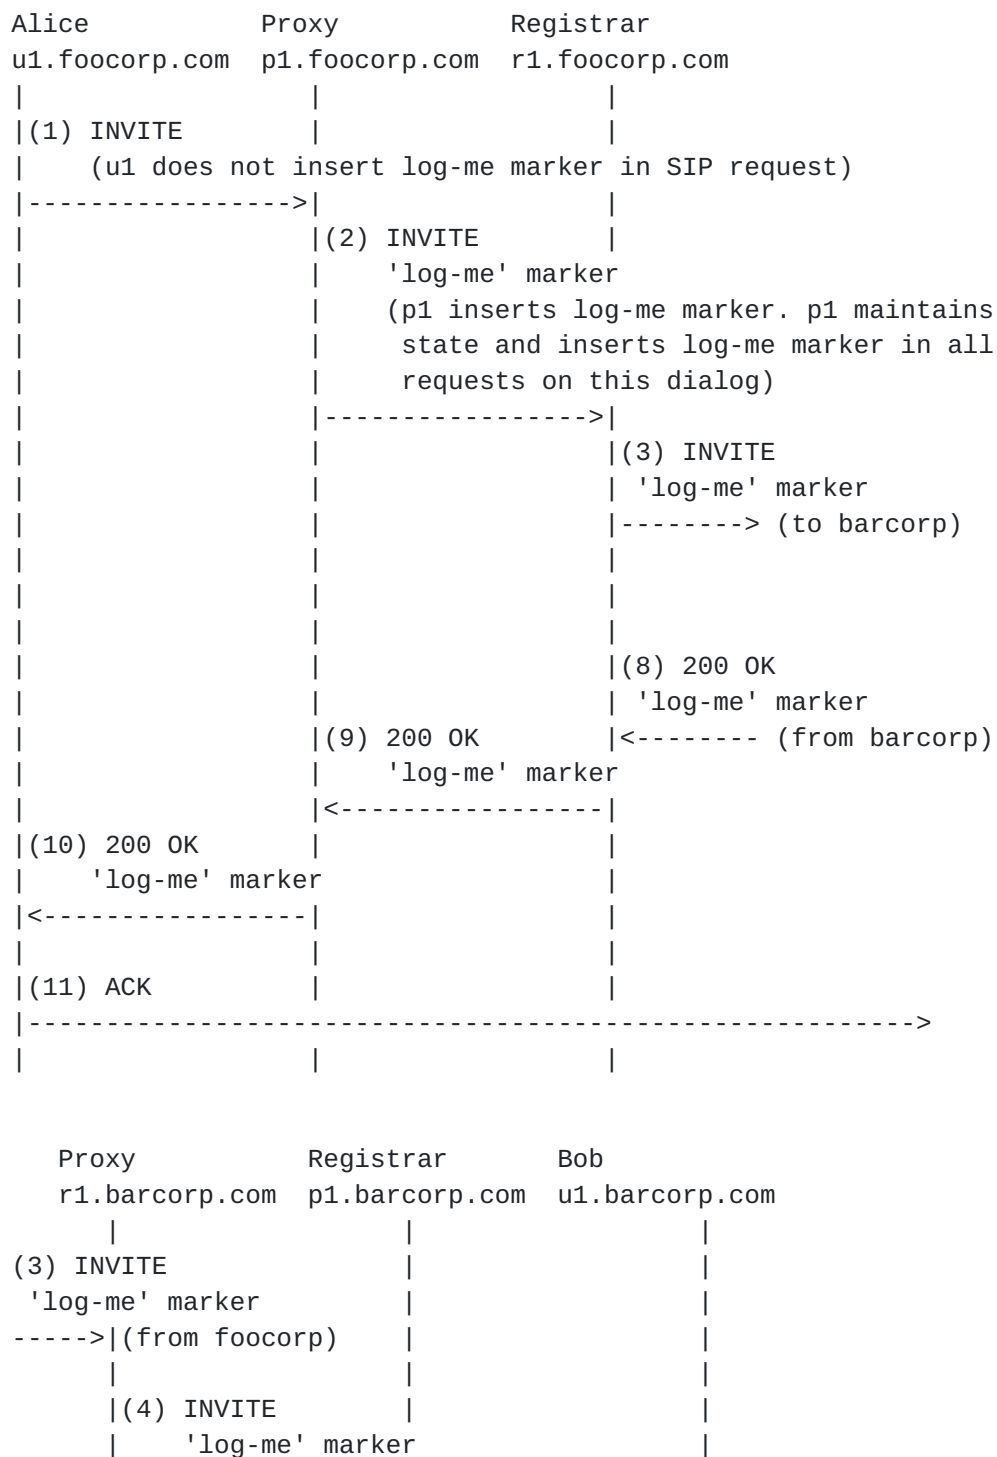 Alice           Proxy           Registrar
u1.foocorp.com  p1.foocorp.com  r1.foocorp.com
|                  |                  |
|(1) INVITE        |                  |
|    (u1 does not insert log-me marker in SIP request)
|----------------->|                  |
|                  |(2) INVITE        |
|                  |    'log-me' marker
|                  |    (p1 inserts log-me marker. p1 maintains
|                  |     state and inserts log-me marker in all
|                  |     requests on this dialog)
|                  |----------------->|
|                  |                  |(3) INVITE
|                  |                  | 'log-me' marker
|                  |                  |--------> (to barcorp)
|                  |                  |
|                  |                  |
|                  |                  |
|                  |                  |(8) 200 OK
|                  |                  | 'log-me' marker
|                  |(9) 200 OK        |<-------- (from barcorp)
|                  |    'log-me' marker
|                  |<-----------------|
|(10) 200 OK       |                  |
|    'log-me' marker                  |
|<-----------------|                  |
|                  |                  |
|(11) ACK          |                  |
|--------------------------------------------------------->
|                  |                  |
   Proxy           Registrar       Bob
   r1.barcorp.com  p1.barcorp.com  u1.barcorp.com
      |                  |                  |
(3) INVITE               |                  |
 'log-me' marker         |                  |
----->|(from foocorp)    |                  |
      |                  |                  |
      |(4) INVITE        |                  |
      |    'log-me' marker                  |